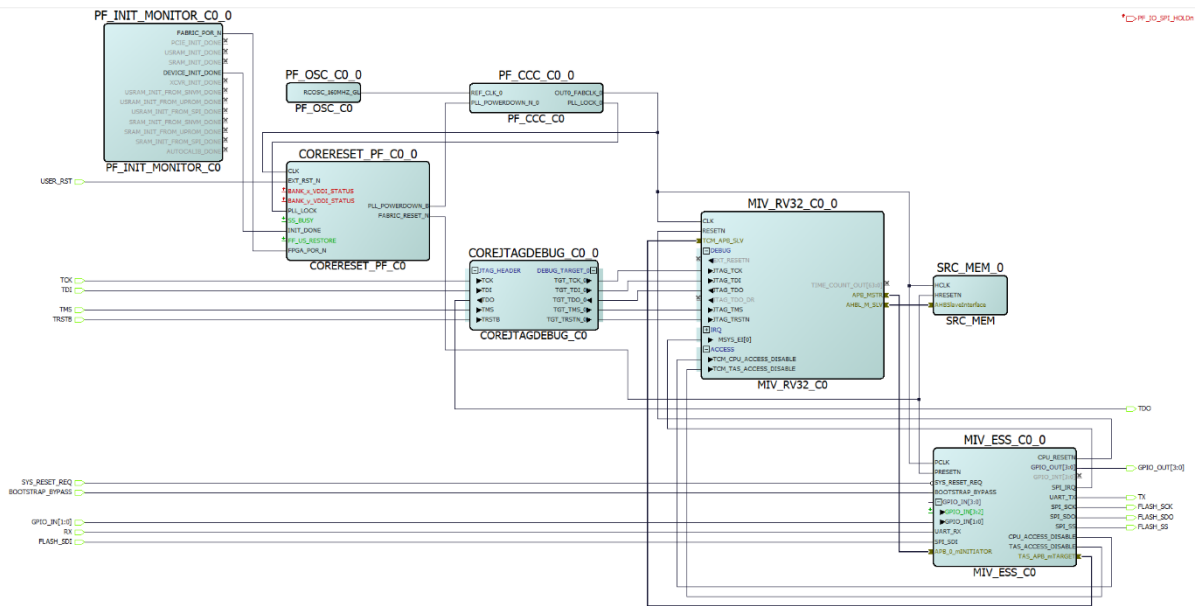 PF_INIT_MONITOR_C0_0
FABRIC_POR_N
PCIE_INIT_DONE
USRAM_INIT_DONE
SRAM_INIT_DONE
DEVICE_INIT_DONE
XCVR_INIT_DONE
USRAM_INIT_FROM_SNVM_DONE
USRAM_INIT_FROM_UPROM_DONE
USRAM_INIT_FROM_SPI_DONE
SRAM_INIT_FROM_SNVM_DONE
SRAM_INIT_FROM_UPROM_DONE
SRAM_INIT_FROM_SPI_DONE
AUTOCALIB_DONE
PF_INIT_MONITOR_C0
PF_OSC_C0_0
RCOSC_160MHZ_GL
PF_OSC_C0
PF_CCC_C0_0
REF_CLK_0
PLL_POWERDOWN_N_0
OUT0_FABCLK_0
PLL_LOCK_0
PF_CCC_C0
CORERESET_PF_C0_0
CLK
EXT_RST_N
BANK_x_VDDI_STATUS
BANK_y_VDDI_STATUS
PLL_LOCK
SS_BUSY
INIT_DONE
FF_US_RESTORE
FPGA_POR_N
PLL_POWERDOWN_B
FABRIC_RESET_N
CORERESET_PF_C0
USER_RST
TCK
TDI
TMS
TRSTB
COREJTAGDEBUG_C0_0
JTAG_HEADER
TCK
TDI
TDO
TMS
TRSTB
DEBUG_TARGET_0
TGT_TCK_0
TGT_TDI_0
TGT_TDO_0
TGT_TMS_0
TGT_TRSTN_0
COREJTAGDEBUG_C0
MIV_RV32_C0_0
CLK
RESETN
TCM_APB_SLV
DEBUG
EXT_RESETN
JTAG_TCK
JTAG_TDI
JTAG_TDO
JTAG_TDO_DR
JTAG_TMS
JTAG_TRSTN
IRQ
MSYS_EI[0]
ACCESS
TCM_CPU_ACCESS_DISABLE
TCM_TAS_ACCESS_DISABLE
APB_MSTR
AHBL_M_SLV
MIV_RV32_C0
SRC_MEM_0
HCLK
HRESETN
AHBSlaveInterface
SRC_MEM
TDO
MIV_ESS_C0_0
PCLK
PRESETN
SYS_RESET_REQ
BOOTSTRAP_BYPASS
GPIO_IN[3:0]
GPIO_IN[3:2]
GPIO_IN[1:0]
UART_RX
SPI_SDI
APB_0_mINITIATOR
CPU_RESETN
GPIO_OUT[3:0]
GPIO_INT[3:0]
SPI_IRQ
UART_TX
SPI_SCK
SPI_SDO
SPI_SS
CPU_ACCESS_DISABLE
TAS_ACCESS_DISABLE
TAS_APB_mTARGET
MIV_ESS_C0
SYS_RESET_REQ
BOOTSTRAP_BYPASS
GPIO_IN[1:0]
RX
FLASH_SDI
GPIO_OUT[3:0]
TX
FLASH_SCK
FLASH_SDO
FLASH_SS